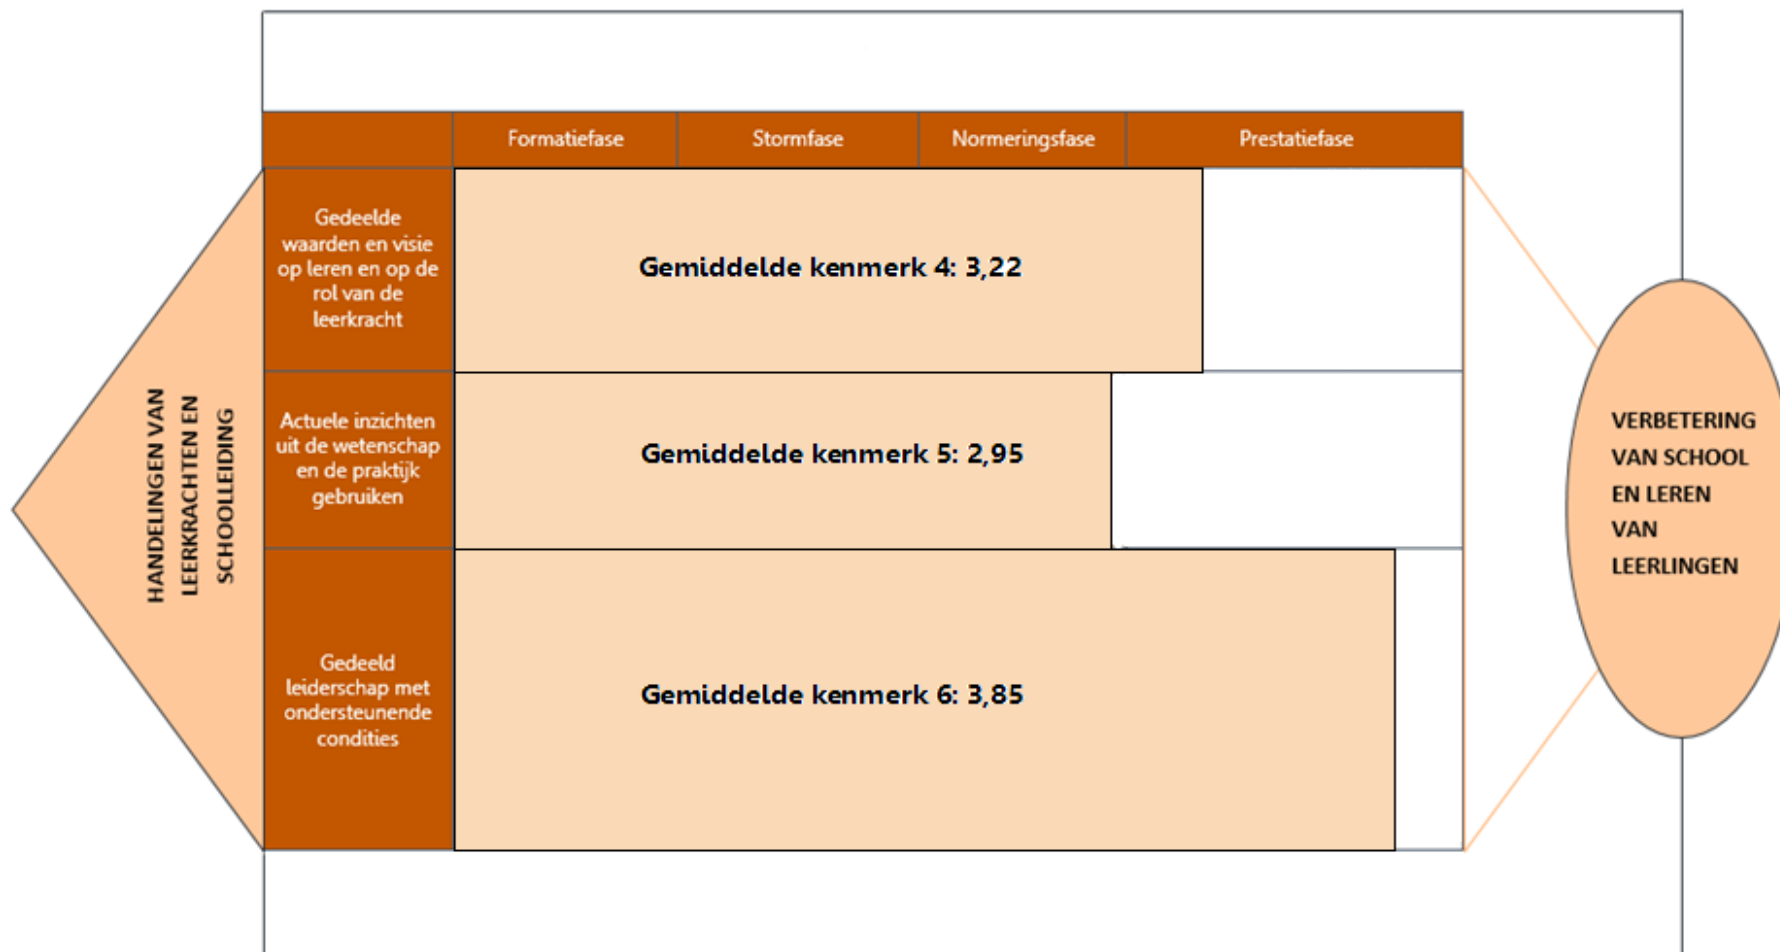 Formatiefase
Stormfase
Normeringsfase
Prestatiefase
HANDELINGEN VAN
LEERKRACHTEN EN
SCHOOLLEIDING
Gedeelde
waarden en visie
op leren en op de
rol van de
leerkracht
Gemiddelde kenmerk 4: 3,22
Actuele inzichten
uit de wetenschap
en de praktijk
gebruiken
Gemiddelde kenmerk 5: 2,95
Gedeeld
leiderschap met
ondersteunende
condities
Gemiddelde kenmerk 6: 3,85
VERBETERING
VAN SCHOOL
EN LEREN
VAN
LEERLINGEN